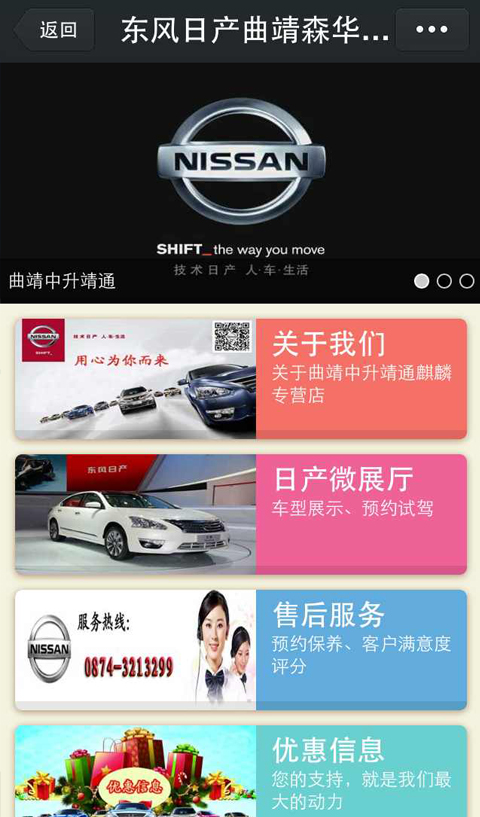 返回
东风日产曲靖森华...
NISSAN
SHIFT_the way you move
技术日产 人·车·生活
曲靖中升靖通
NISSAN
SHIFT_
技术日产 人·车·生活
用心为你而来
关于我们
关于曲靖中升靖通麒麟
专营店
东风日产
日产微展厅
车型展示、预约试驾
服务热线:
NISSAN
0874-3213299
售后服务
预约保养、客户满意度
评分
优惠信息
优惠信息
您的支持，就是我们最
大的动力